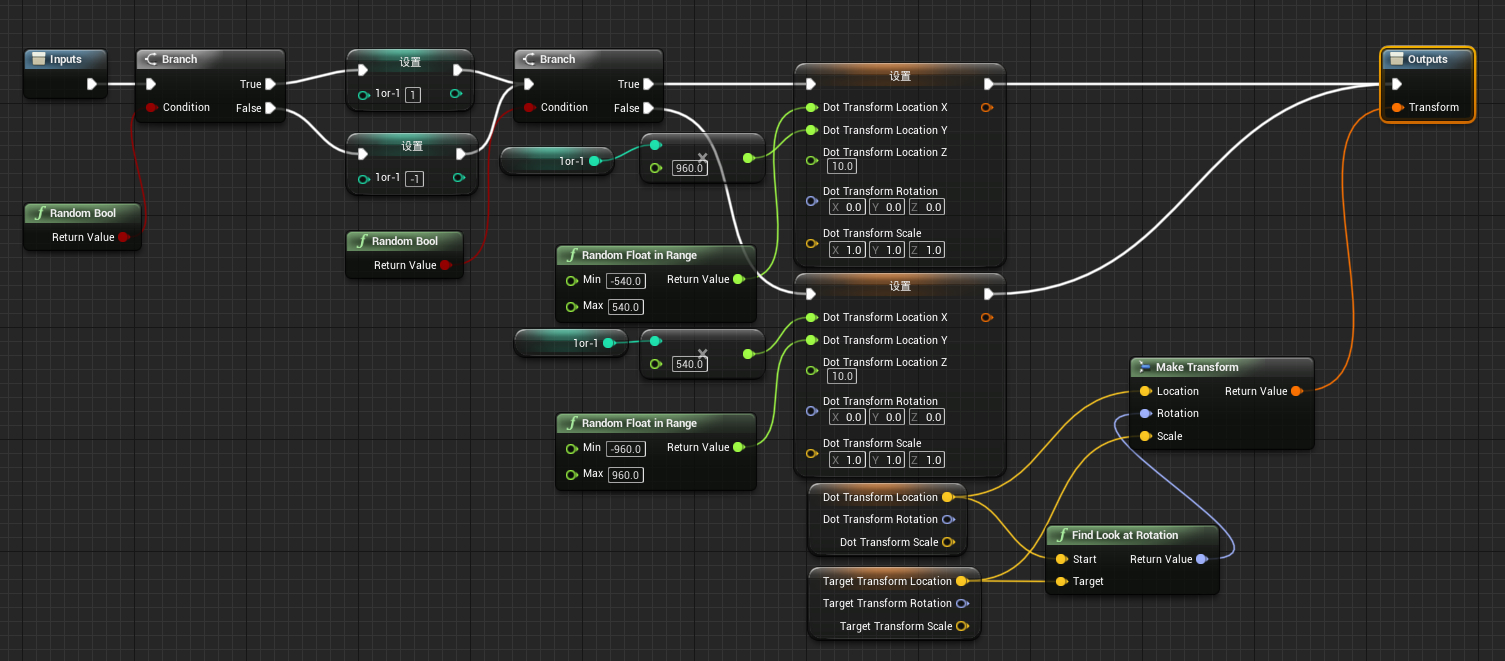 Inputs
Branch
True
Condition
False
设置
1or-1 1
设置
1or-1 -1
Random Bool
Return Value
Random Bool
Return Value
Branch
True
Condition
False
1or-1
960.0
Random Float in Range
Min -540.0 Return Value
Max 540.0
1or-1
540.0
Random Float in Range
Min -960.0 Return Value
Max 960.0
设置
Dot Transform Location X
Dot Transform Location Y
Dot Transform Location Z
10.0
Dot Transform Rotation
X 0.0 Y 0.0 Z 0.0
Dot Transform Scale
X 1.0 Y 1.0 Z 1.0
设置
Dot Transform Location X
Dot Transform Location Y
Dot Transform Location Z
10.0
Dot Transform Rotation
X 0.0 Y 0.0 Z 0.0
Dot Transform Scale
X 1.0 Y 1.0 Z 1.0
Dot Transform Location
Dot Transform Rotation
Dot Transform Scale
Target Transform Location
Target Transform Rotation
Target Transform Scale
Find Look at Rotation
Start Return Value
Target
Make Transform
Location Return Value
Rotation
Scale
Outputs
Transform